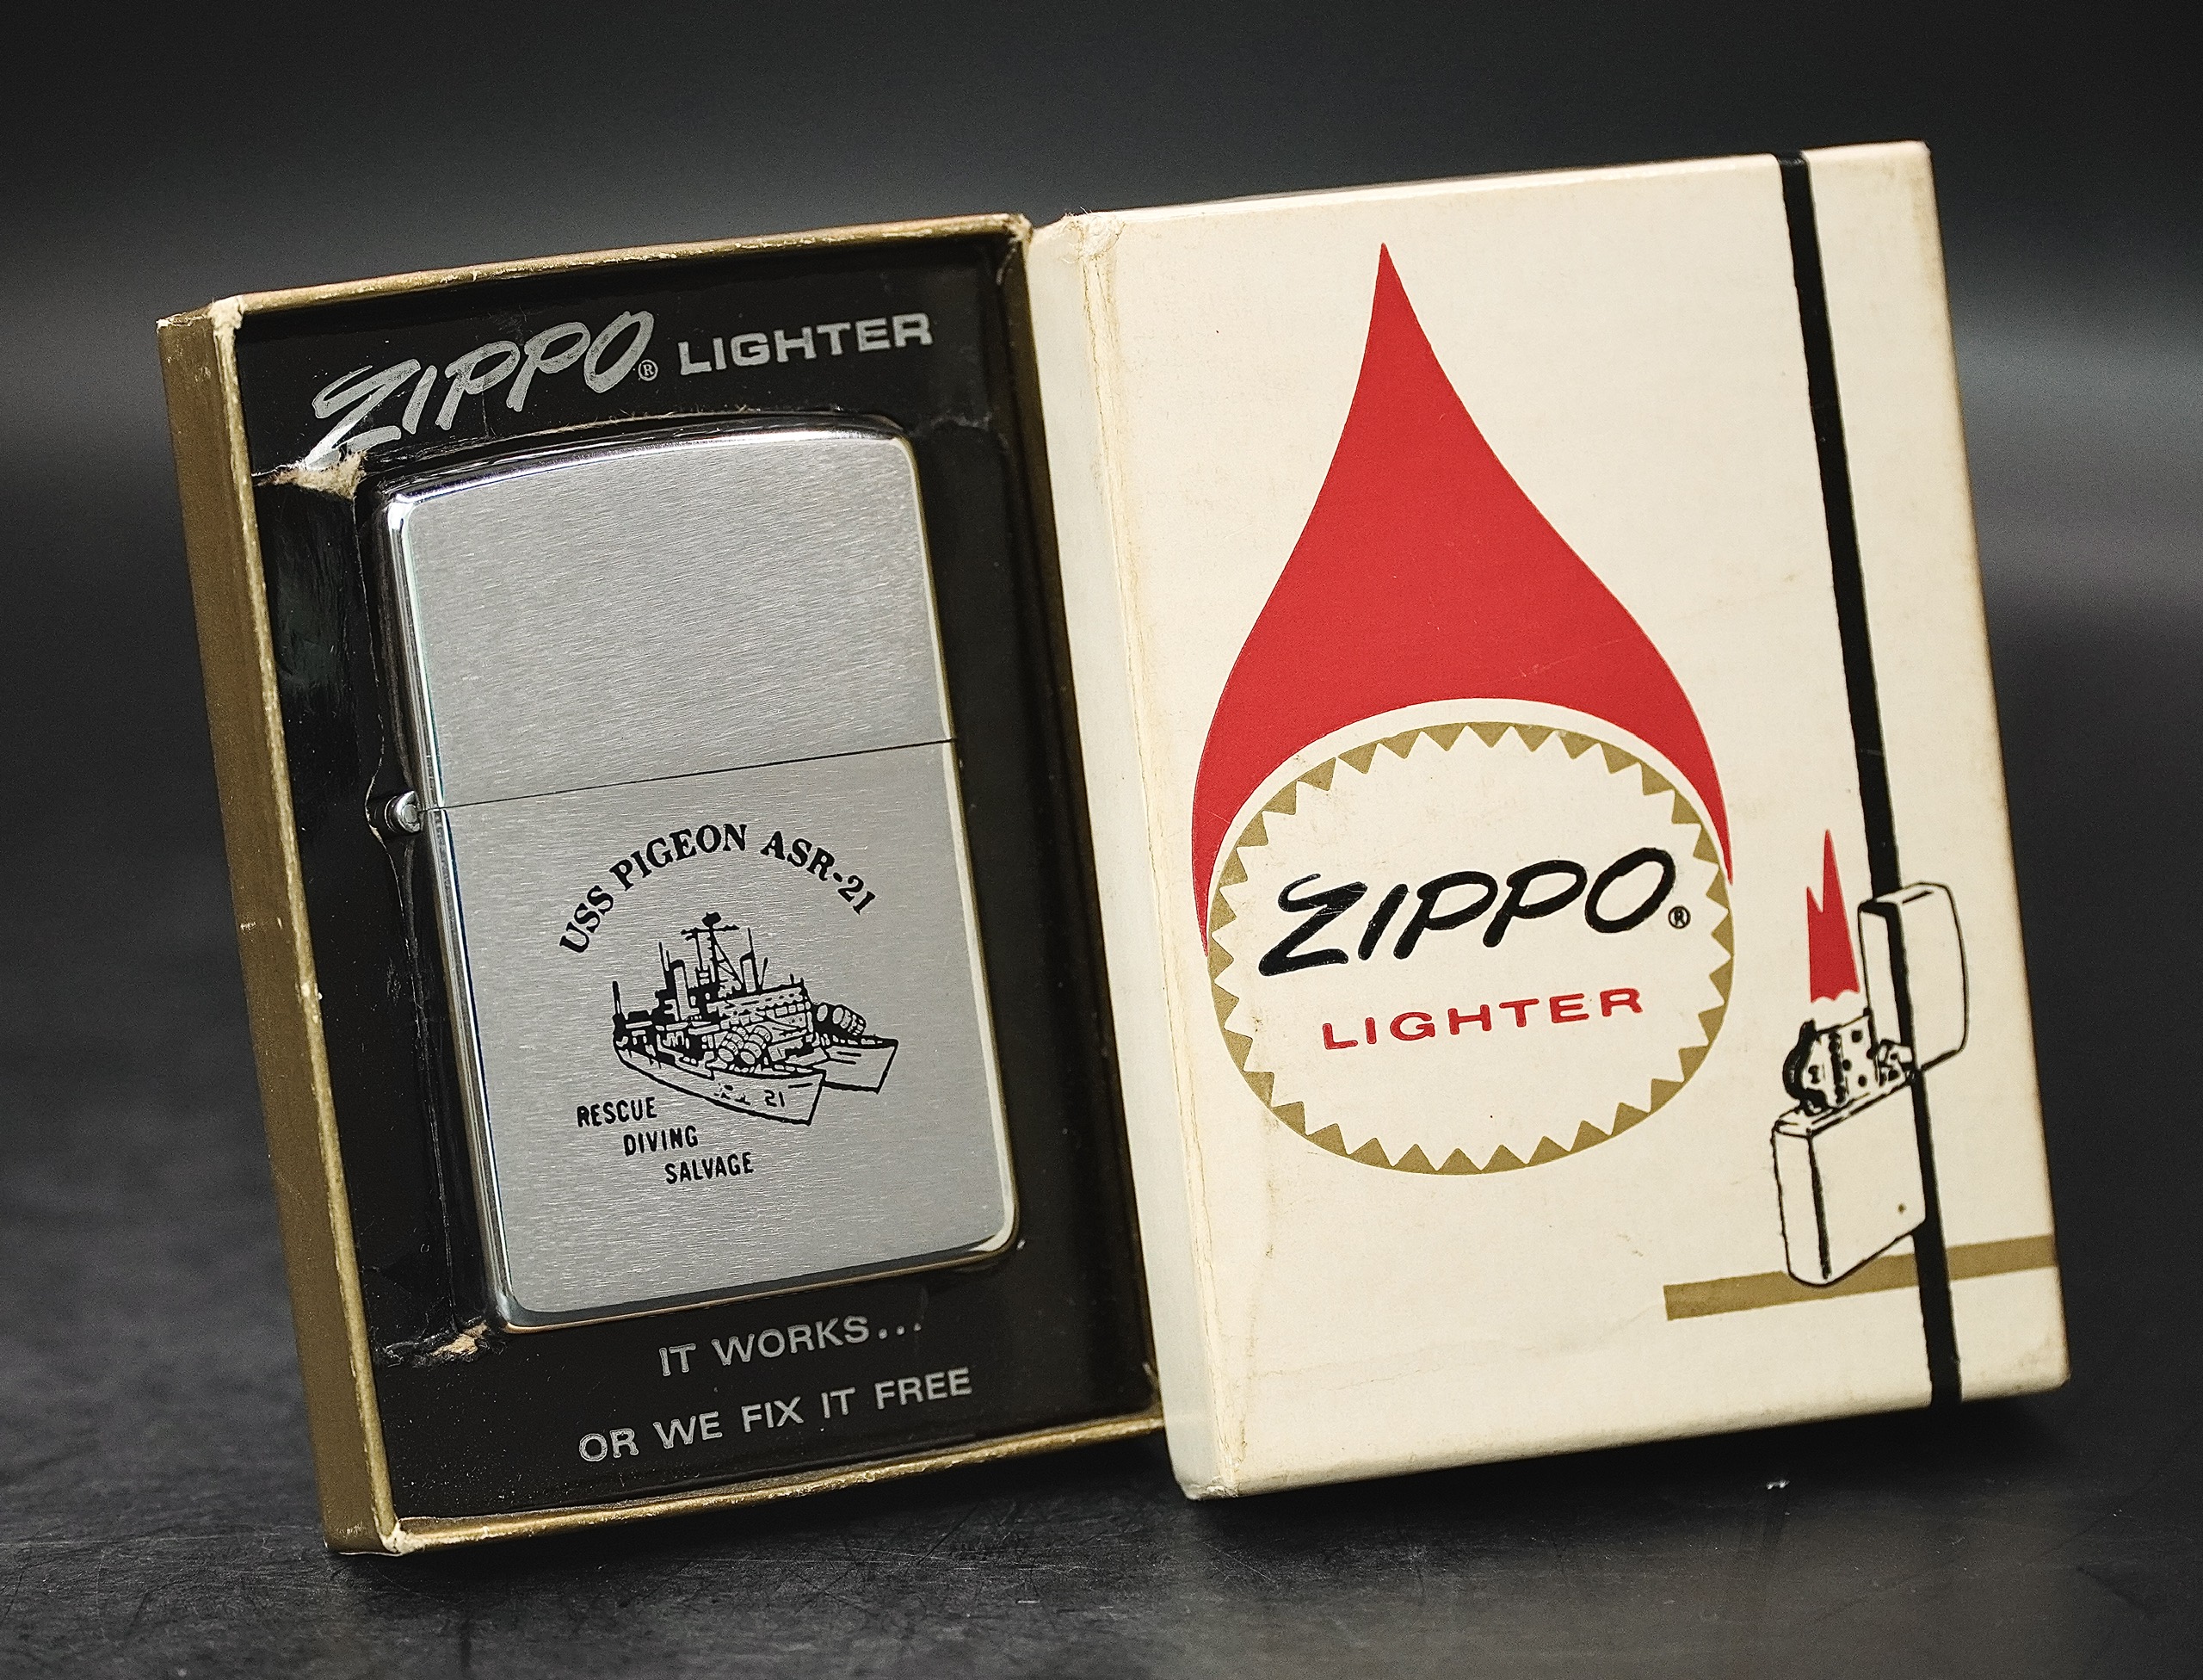 ZIPPO® LIGHTER
USS PIGEON ASR-21
21
RESCUE
DIVING
SALVAGE
IT WORKS...
OR WE FIX IT FREE
ZIPPO®
LIGHTER